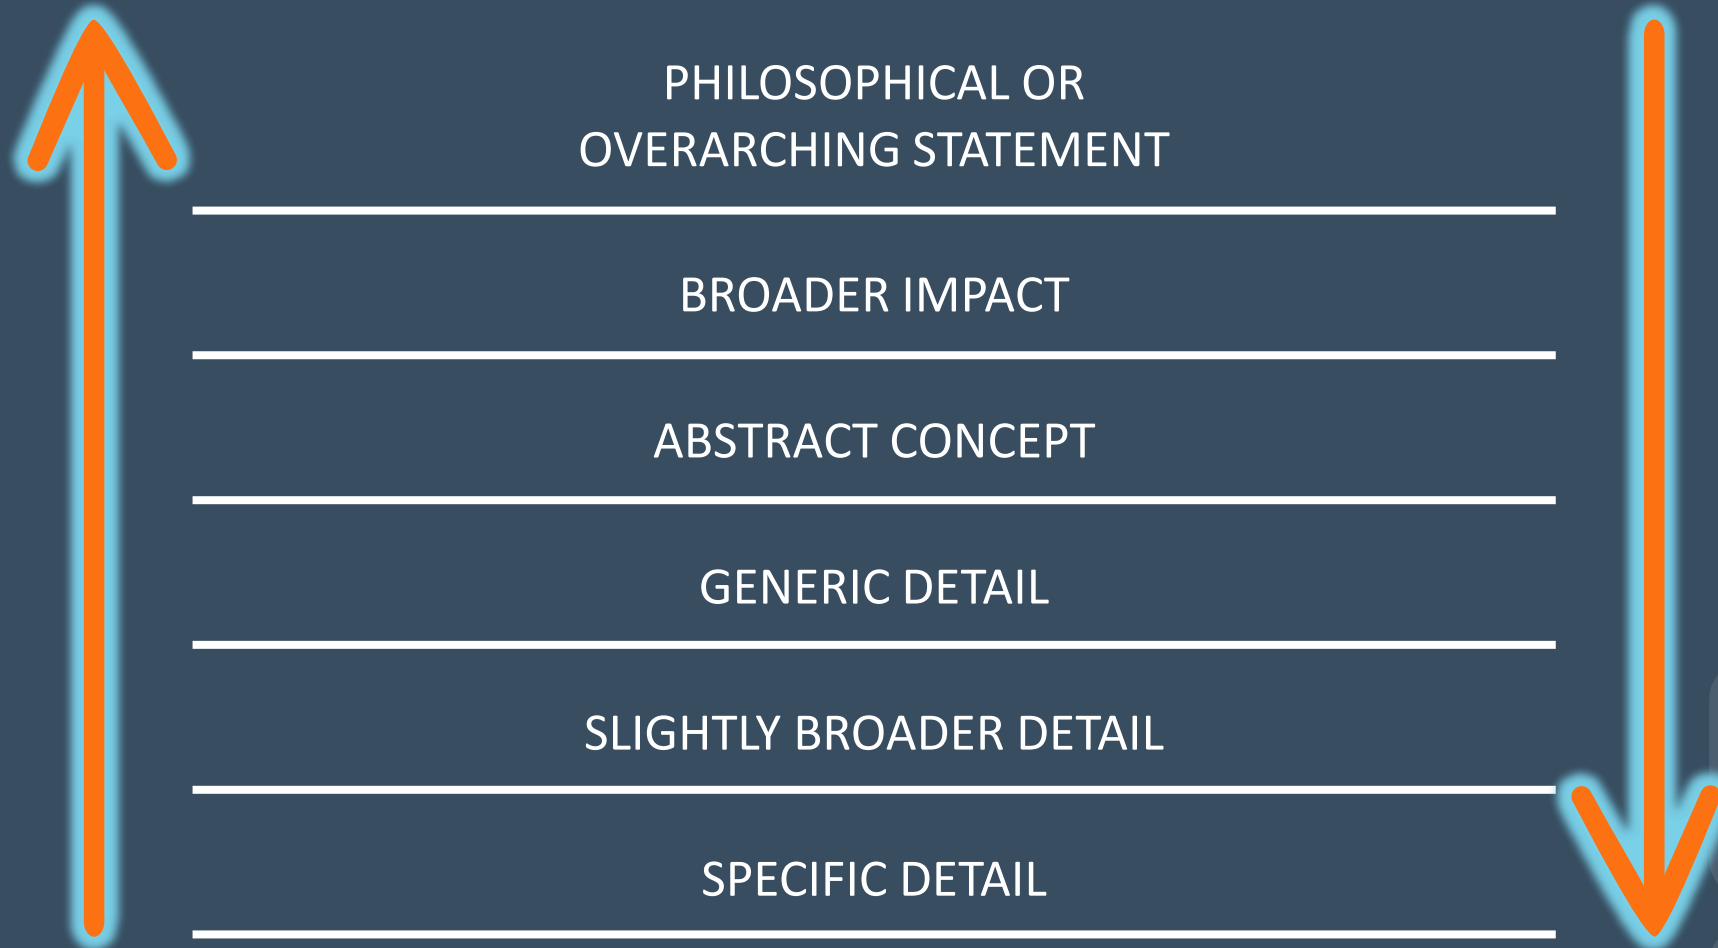 PHILOSOPHICAL OR
OVERARCHING STATEMENT
BROADER IMPACT
ABSTRACT CONCEPT
GENERIC DETAIL
SLIGHTLY BROADER DETAIL
SPECIFIC DETAIL